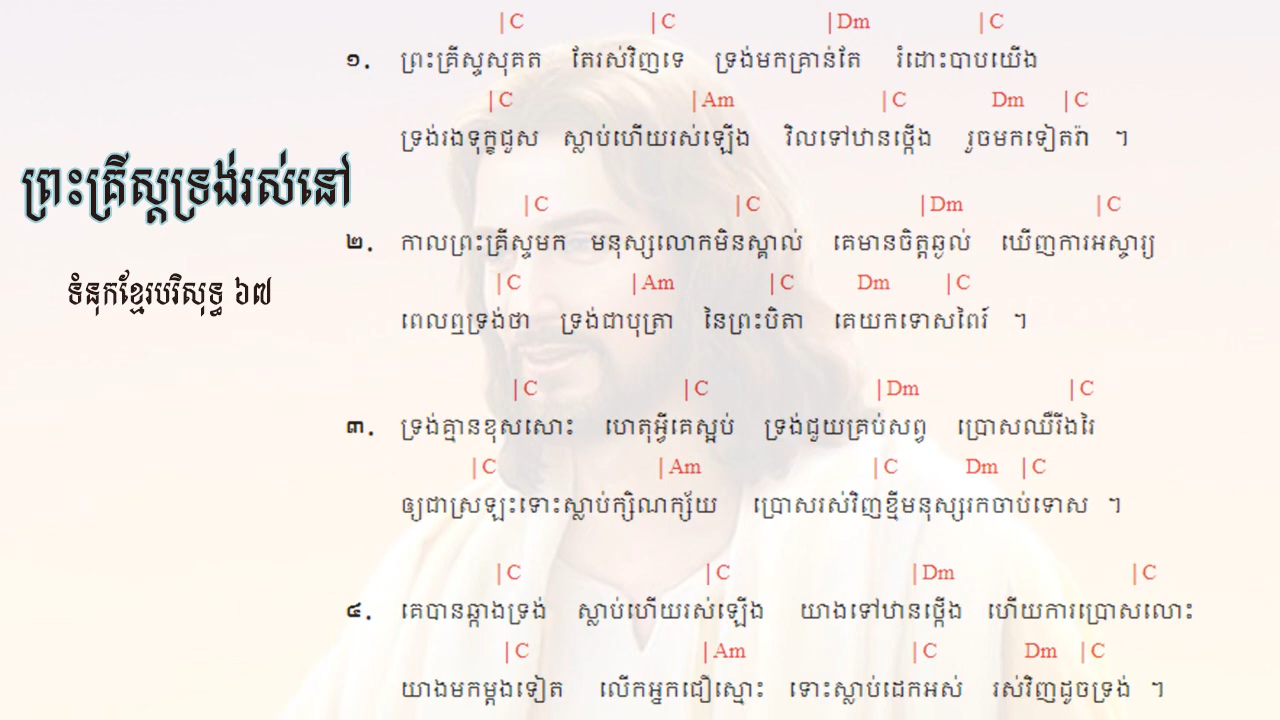 ព្រះគ្រីស្តទ្រង់រស់នៅ
ទំនុកខ្មែរបរិសុទ្ធ ៦៧
|C |C |Dm |C
១. ព្រះគ្រីស្ទសុគត តែរស់វិញទេ ទ្រង់មកគ្រាន់តែ រំដោះបាបយើង
|C |Am |C Dm |C
ទ្រង់រងទុក្ខជួស ស្លាប់ហើយរស់ឡើង វិលទៅឋានថ្កើង រួចមកទៀតរ៉ា ។
|C |C |Dm |C
២. កាលព្រះគ្រីស្ទមក មនុស្សលោកមិនស្គាល់ គេមានចិត្តឆ្ងល់ ឃើញការអស្ចារ្យ
|C |Am |C Dm |C
ពេលឮទ្រង់ថា ទ្រង់ជាបុត្រា នៃព្រះបិតា គេយកទោសពៃរ៍ ។
|C |C |Dm |C
៣. ទ្រង់គ្មានខុសសោះ ហេតុអ្វីគេស្អប់ ទ្រង់ជួយគ្រប់សព្វ ប្រោសឈឺរីងរៃ
|C |Am |C Dm |C
ឲ្យជាស្រឡះទោះស្លាប់ក្សិណក្ស័យ ប្រោសរស់វិញខ្មីមនុស្សរកចាប់ទោស ។
|C |C |Dm |C
៤. គេបានឆ្កាងទ្រង់ ស្លាប់ហើយរស់ឡើង យាងទៅឋានថ្កើង ហើយការប្រោសលោះ
|C |Am |C Dm |C
យាងមកម្តងទៀត លើកអ្នកជឿស្មោះ ទោះស្លាប់ដេកអស់ រស់វិញដូចទ្រង់ ។